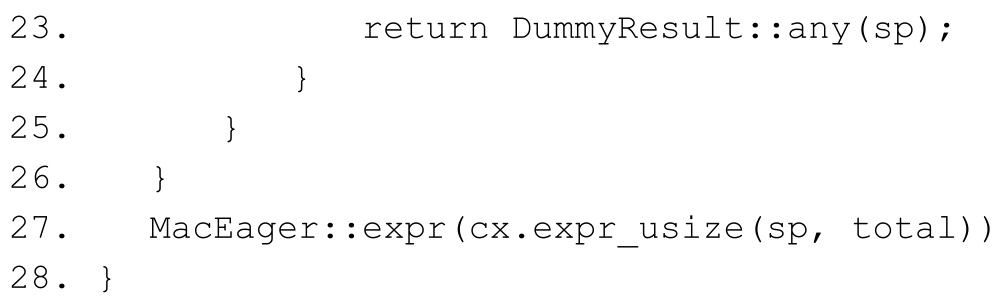 23.            return DummyResult::any(sp);
24.         }
25.      }
26.   }
27.   MacEager::expr(cx.expr_usize(sp, total))
28. }